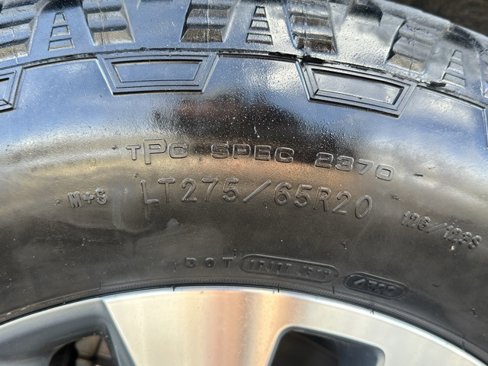 TPC SPEC 2370
M+S LT275/65R20 126/123S
DOT